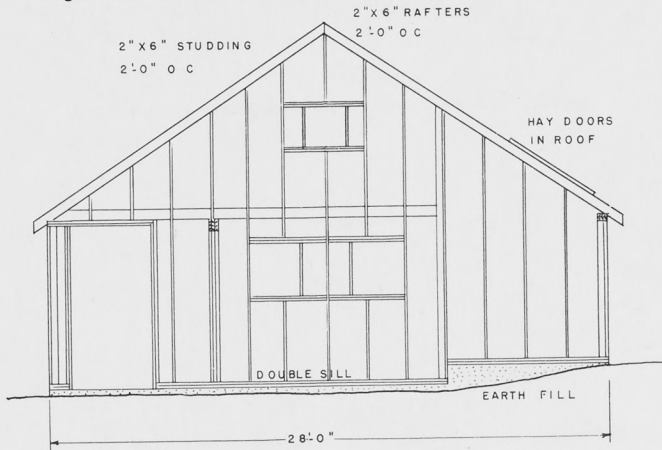 2"X6" RAFTERS
2'-0" O C
2"X6" STUDDING
2'-0" O C
HAY DOORS
IN ROOF
DOUBLE SILL
EARTH FILL
28'-0"